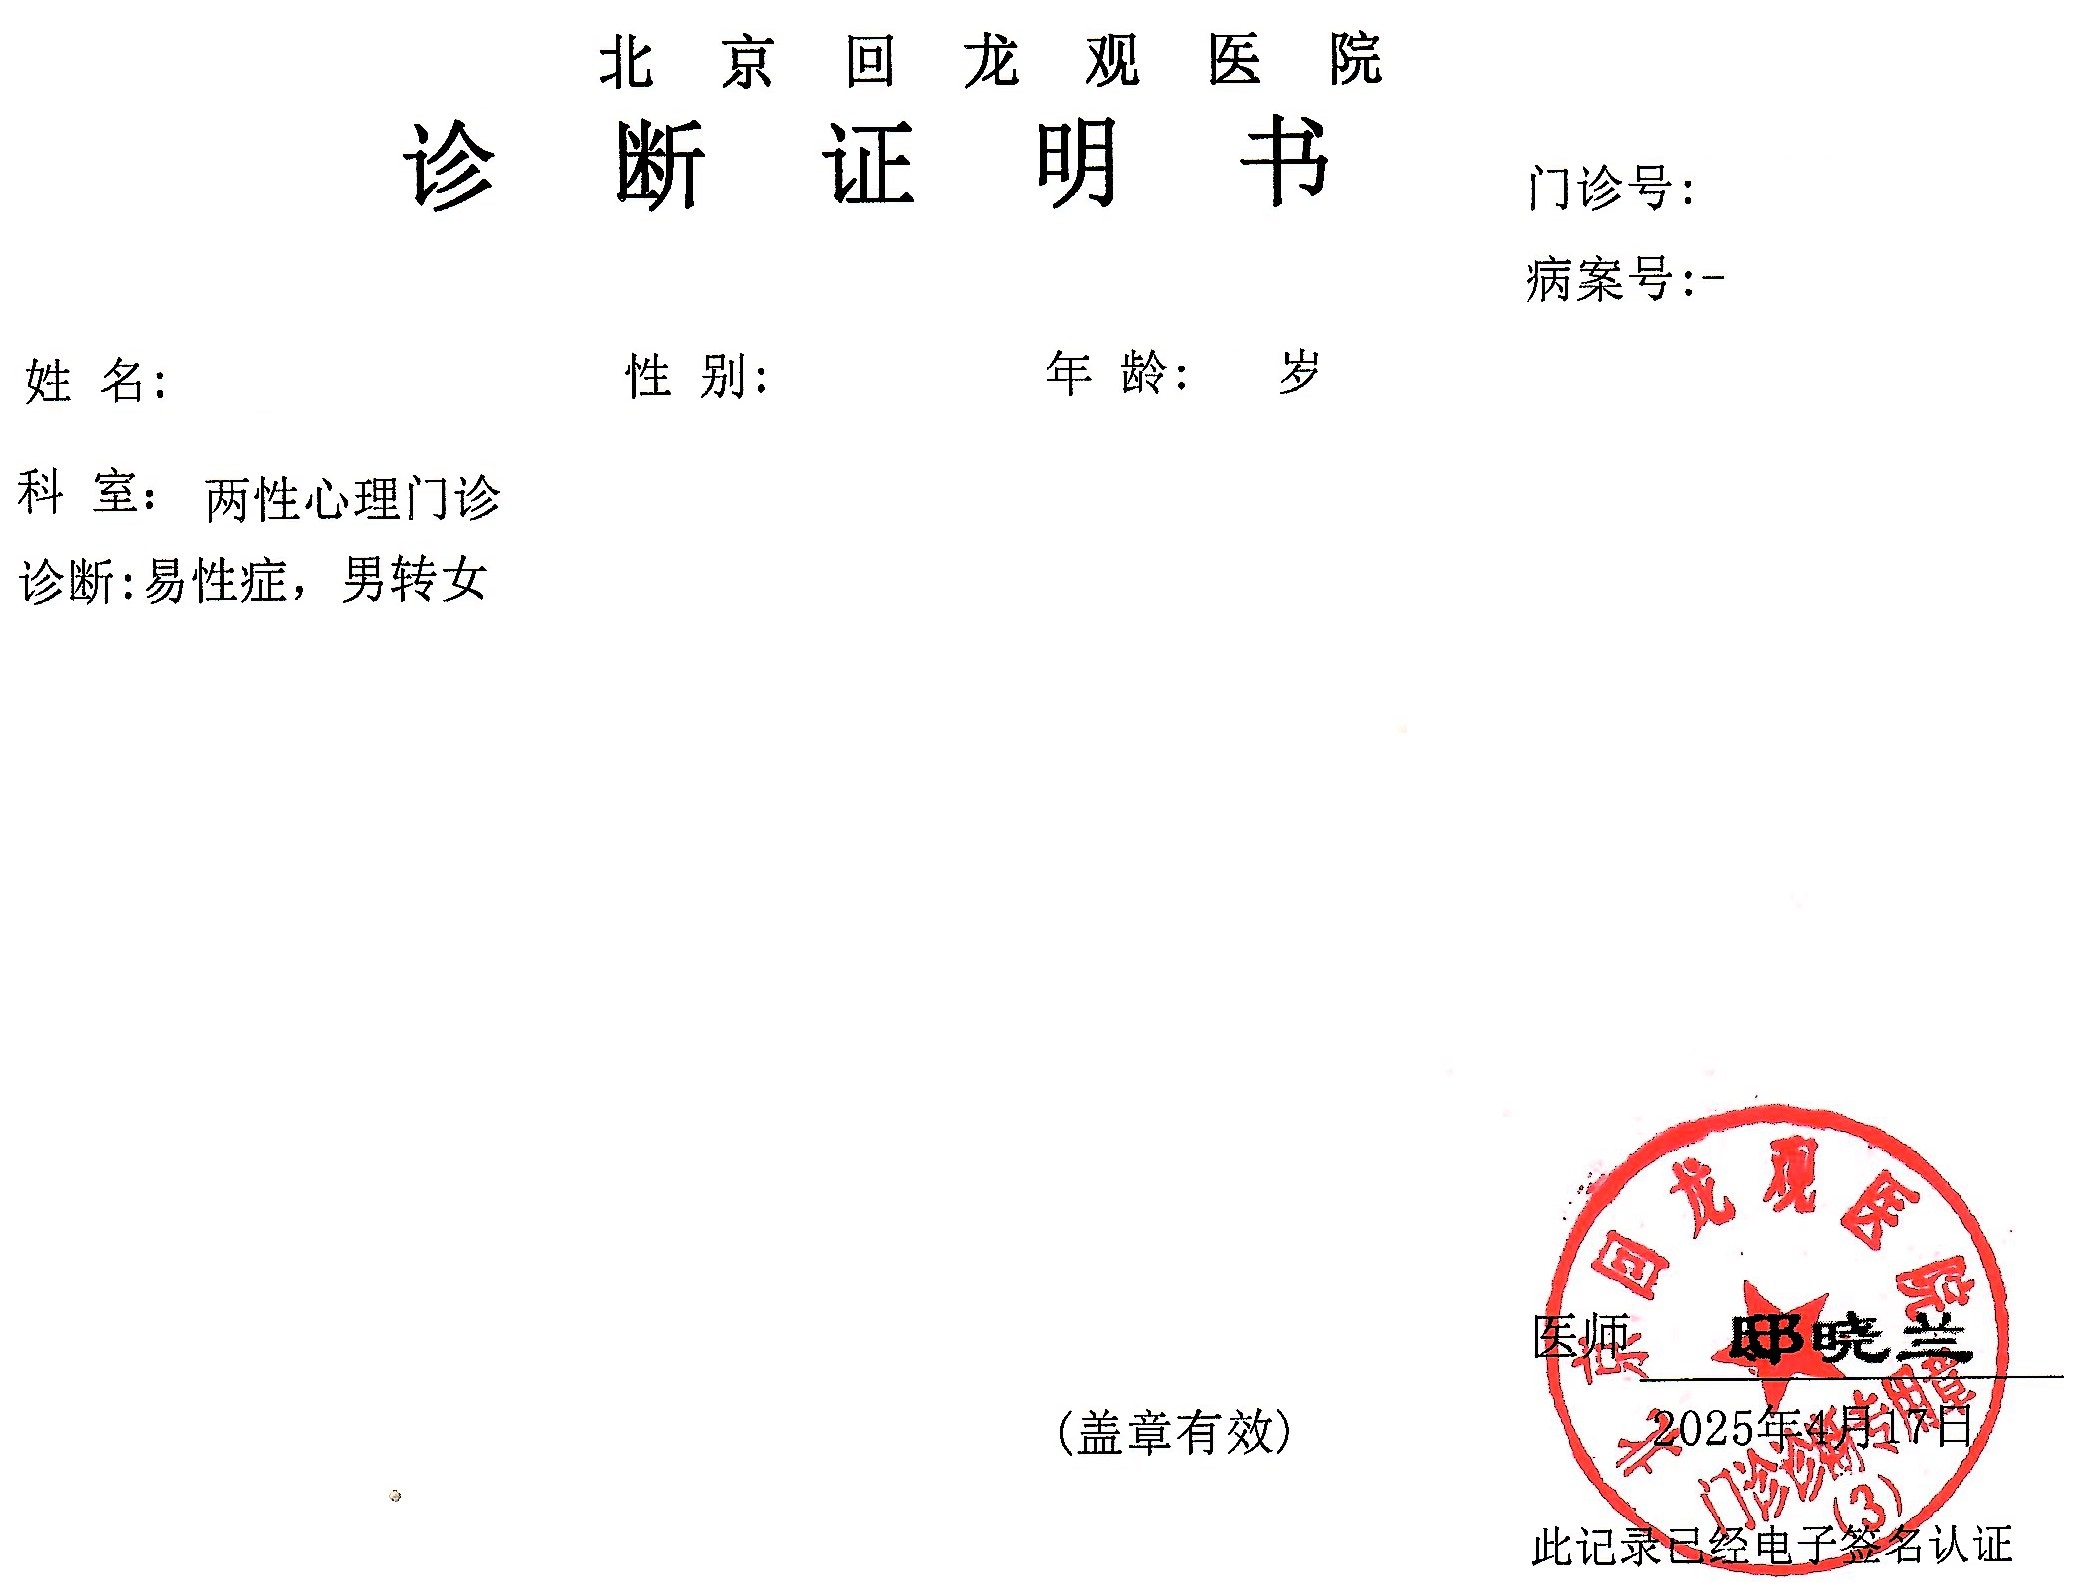 北京回龙观医院
诊断证明书
门诊号:
病案号:-
姓 名: 性 别: 年 龄: 岁
科 室: 两性心理门诊
诊断:易性症，男转女
北京回龙观医院
医师 邸晓兰
(盖章有效) 2025年4月17日
门诊诊断专用章
(3)
此记录已经电子签名认证